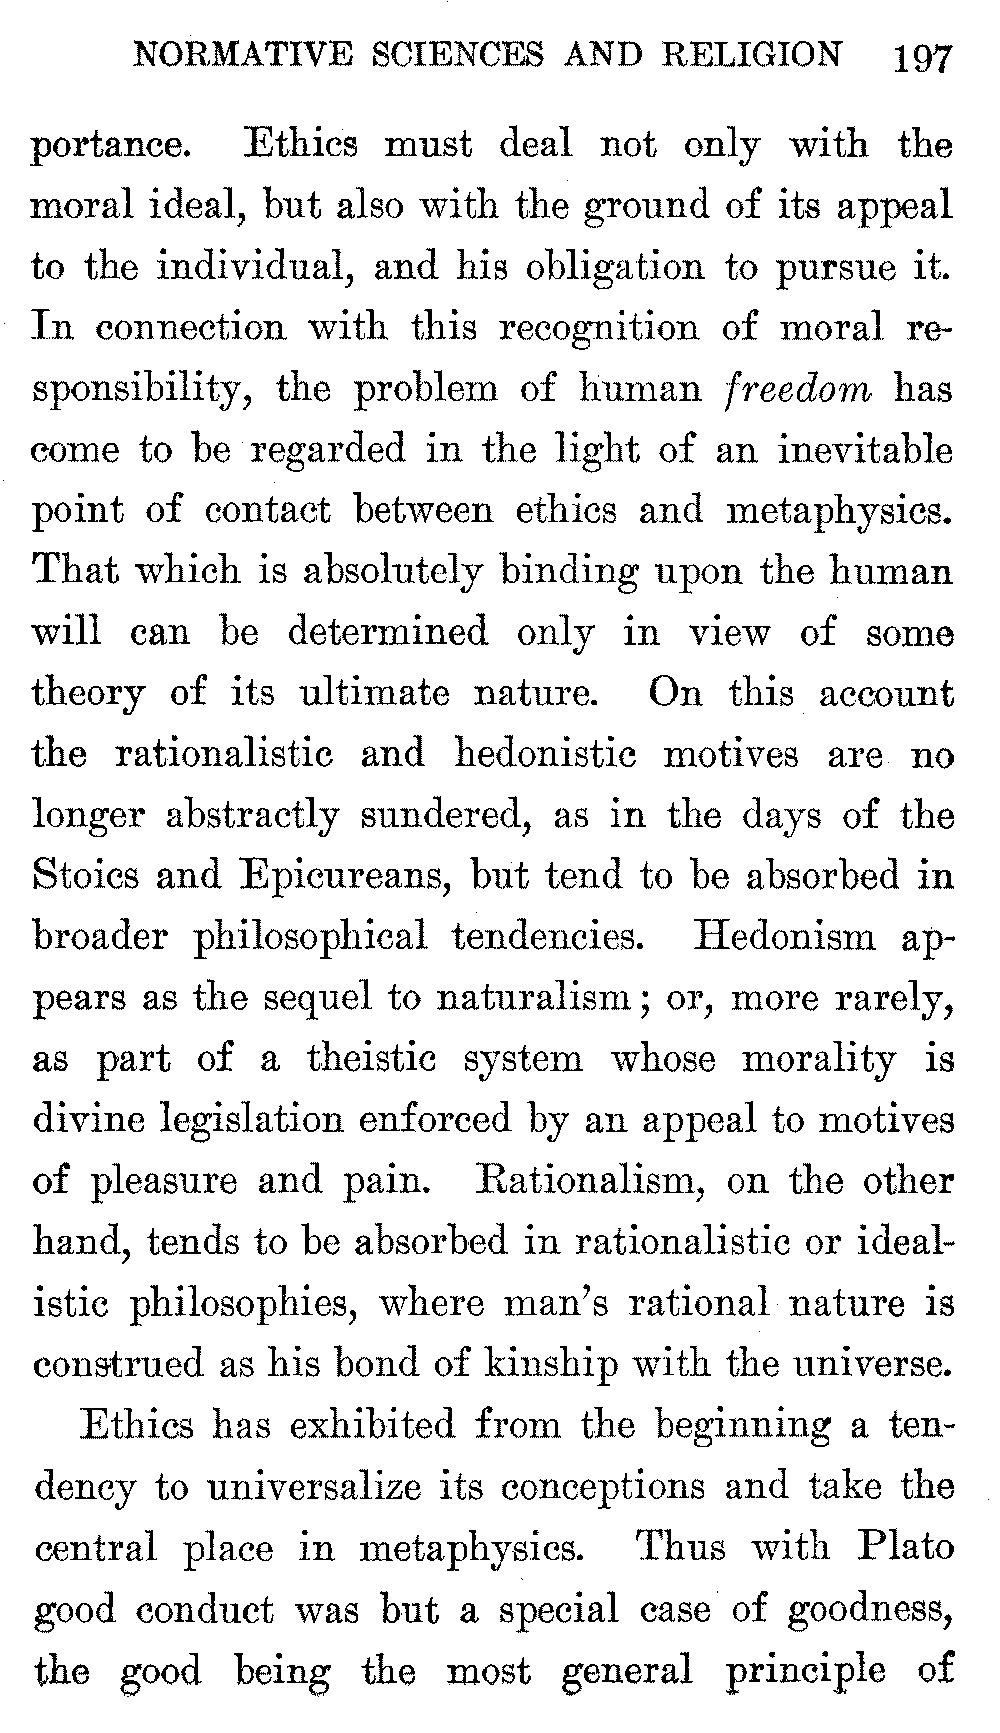 NORMATIVE SCIENCES AND RELIGION 197
portance. Ethics must deal not only with the
moral ideal, but also with the ground of its appeal
to the individual, and his obligation to pursue it.
In connection with this recognition of moral re-
sponsibility, the problem of human freedom has
come to be regarded in the light of an inevitable
point of contact between ethics and metaphysics.
That which is absolutely binding upon the human
will can be determined only in view of some
theory of its ultimate nature. On this account
the rationalistic and hedonistic motives are no
longer abstractly sundered, as in the days of the
Stoics and Epicureans, but tend to be absorbed in
broader philosophical tendencies. Hedonism ap-
pears as the sequel to naturalism; or, more rarely,
as part of a theistic system whose morality is
divine legislation enforced by an appeal to motives
of pleasure and pain. Rationalism, on the other
hand, tends to be absorbed in rationalistic or ideal-
istic philosophies, where man's rational nature is
construed as his bond of kinship with the universe.
Ethics has exhibited from the beginning a ten-
dency to universalize its conceptions and take the
central place in metaphysics. Thus with Plato
good conduct was but a special case of goodness,
the good being the most general principle of